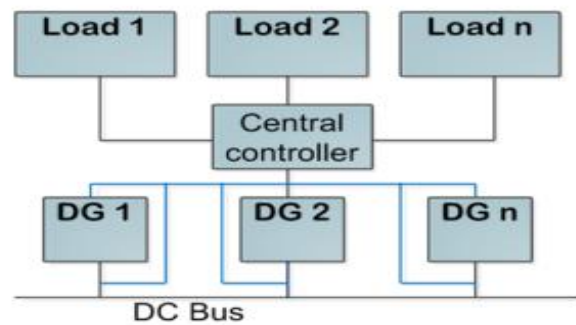 Load 1
Load 2
Load n
Central
controller
DG 1
DG 2
DG n
DC Bus